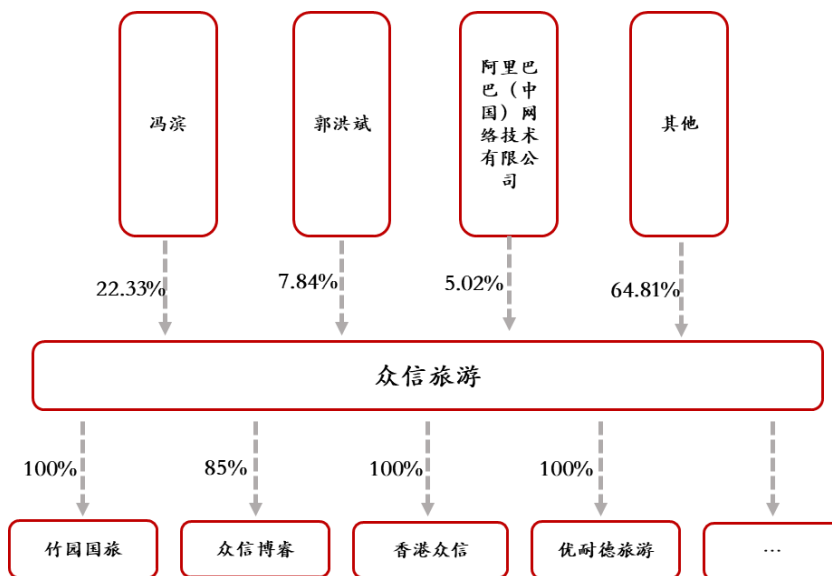 冯滨
郭洪斌
阿里巴
巴（中
国）网
络技术
有限公
司
其他
22.33%
7.84%
5.02%
64.81%
众信旅游
100%
85%
100%
100%
竹园国旅
众信博睿
香港众信
优耐德旅游
…